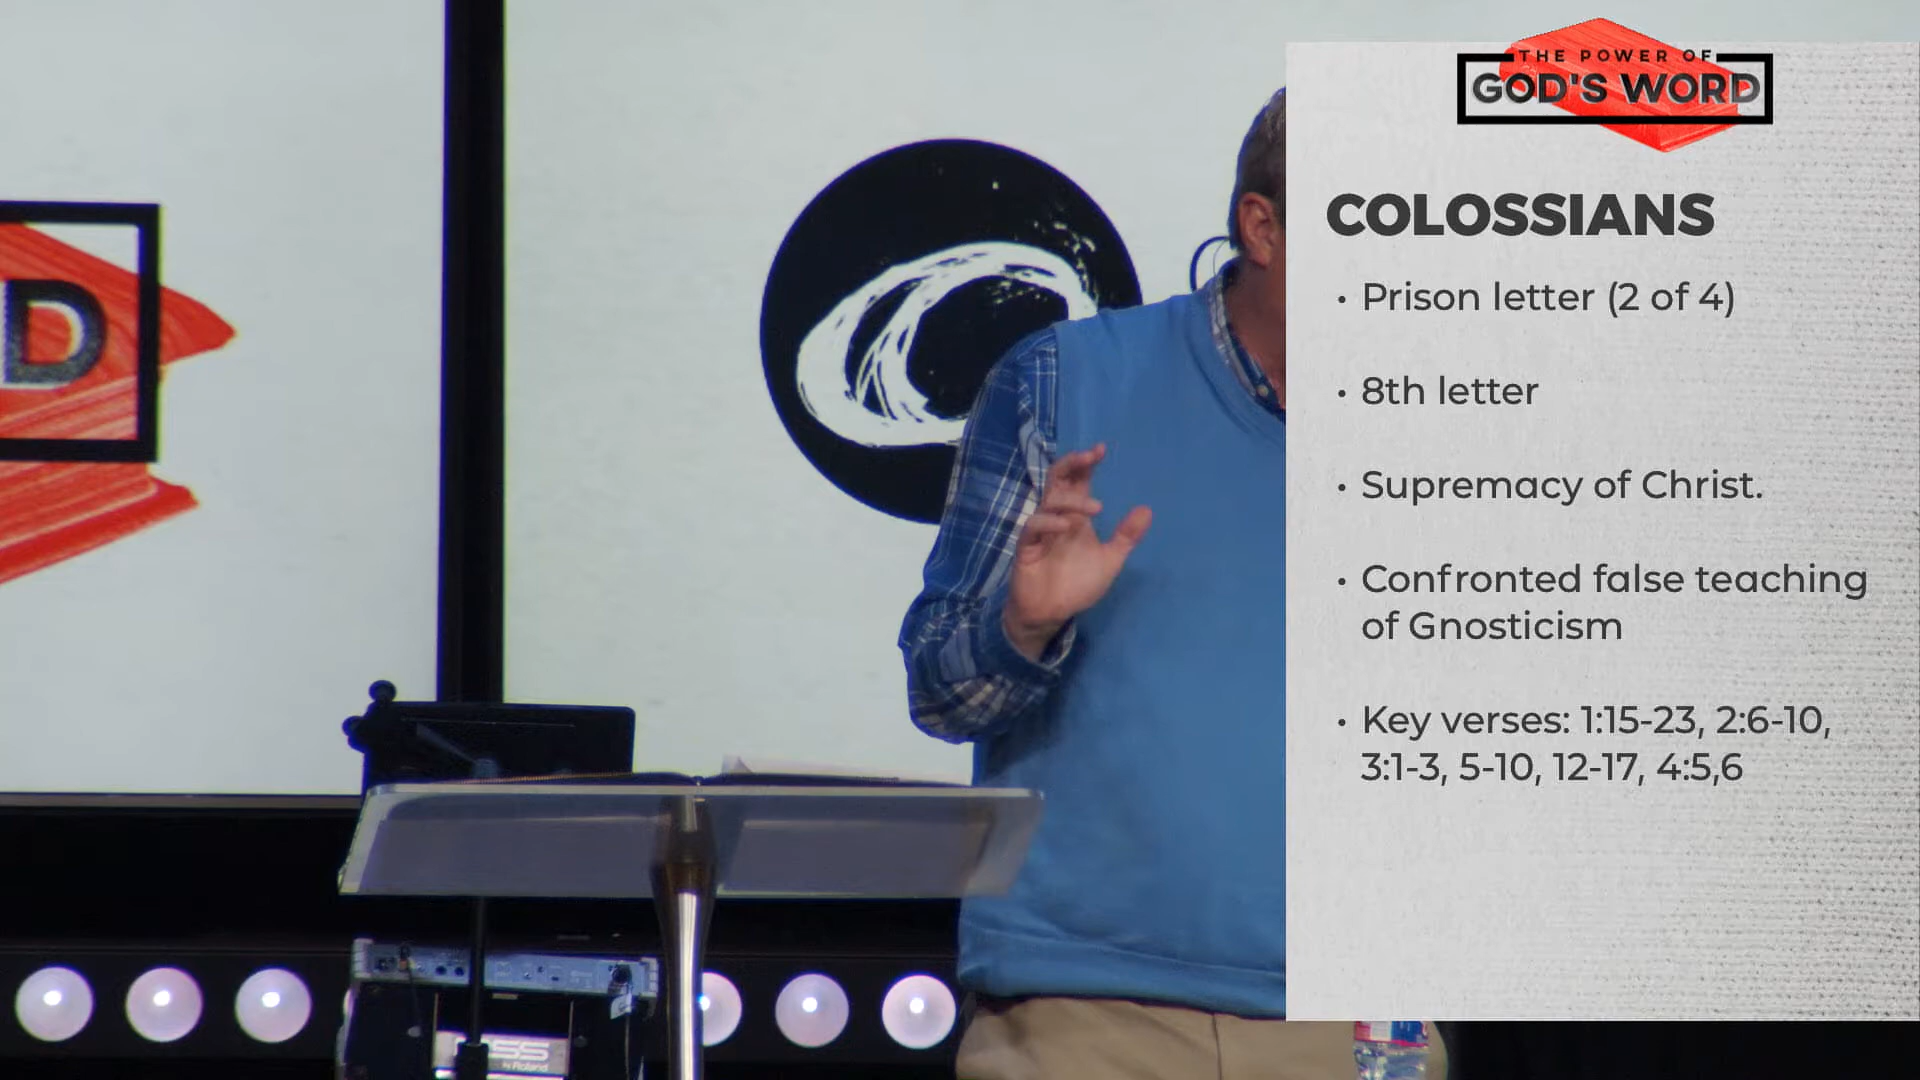 THE POWER OF
GOD'S WORD
COLOSSIANS
• Prison letter (2 of 4)
• 8th letter
• Supremacy of Christ.
• Confronted false teaching
of Gnosticism
• Key verses: 1:15-23, 2:6-10,
3:1-3, 5-10, 12-17, 4:5,6
D
by Roland